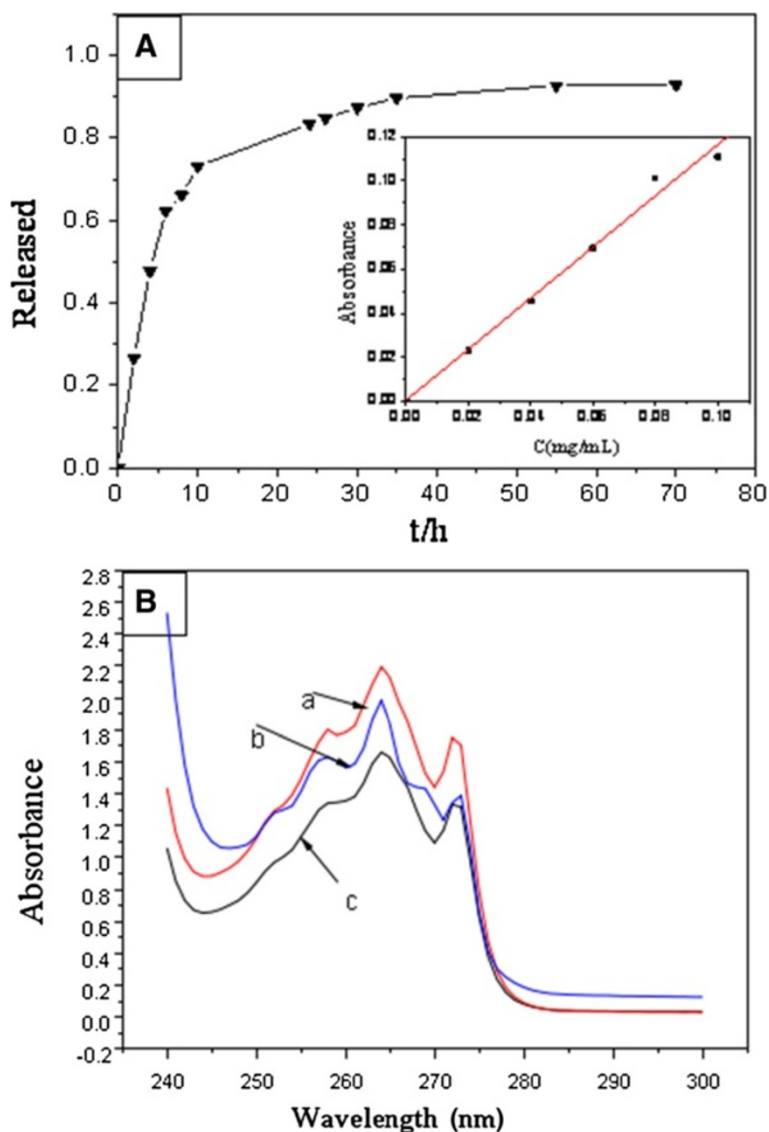 A
1.0
0.8
0.6
0.4
0.2
0.0
Released
0 10 20 30 40 50 60 70 80
t/h
0.12
0.10
0.08
0.06
0.04
0.02
0.00
Absorbance
0.00 0.02 0.04 0.06 0.08 0.10
C(mg/mL)
B
2.8
2.6
2.4
2.2
2.0
1.8
1.6
1.4
1.2
1.0
0.8
0.6
0.4
0.2
0.0
-0.2
Absorbance
a
b
c
240 250 260 270 280 290 300
Wavelength (nm)